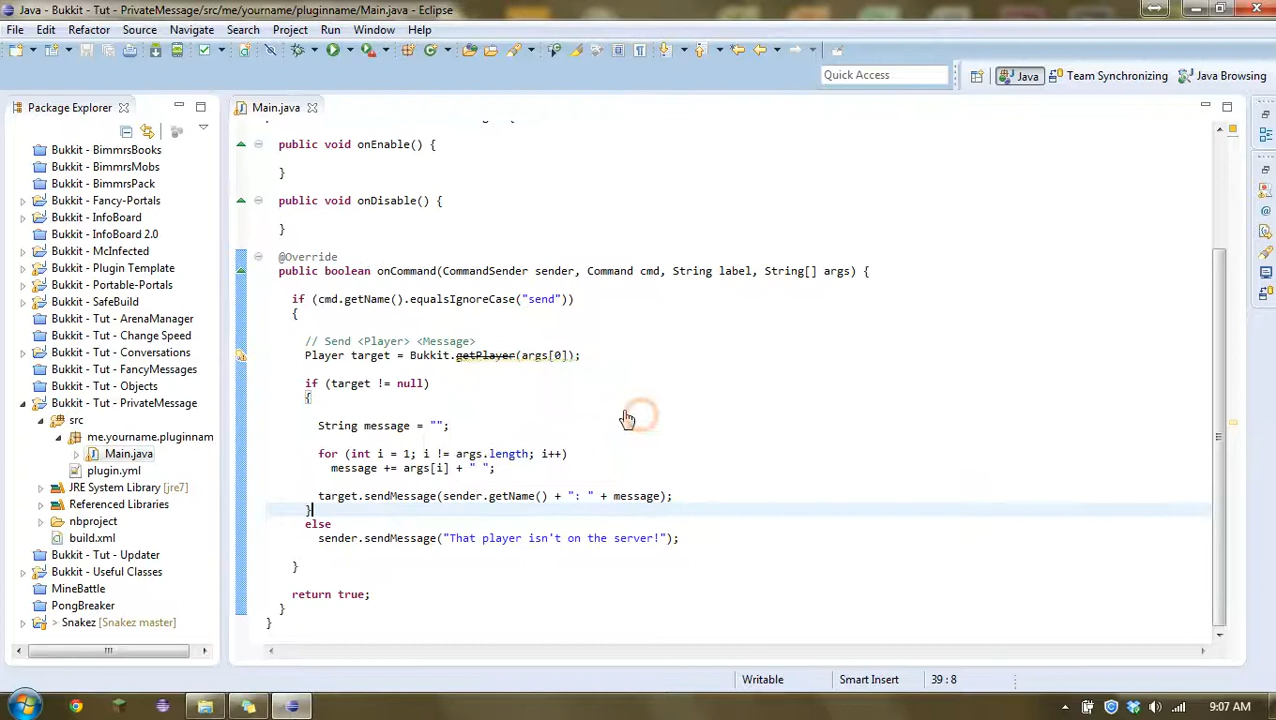 Java - Bukkit - Tut - PrivateMessage/src/me/yourname/pluginname/Main.java - Eclipse
File Edit Refactor Source Navigate Search Project Run Window Help
Quick Access
Java
Team Synchronizing
Java Browsing
Package Explorer
Main.java
Bukkit - BimmrsBooks
Bukkit - BimmrsMobs
Bukkit - BimmrsPack
Bukkit - Fancy-Portals
Bukkit - InfoBoard
Bukkit - InfoBoard 2.0
Bukkit - McInfected
Bukkit - Plugin Template
Bukkit - Portable-Portals
Bukkit - SafeBuild
Bukkit - Tut - ArenaManager
Bukkit - Tut - Change Speed
Bukkit - Tut - Conversations
Bukkit - Tut - FancyMessages
Bukkit - Tut - Objects
Bukkit - Tut - PrivateMessage
src
me.yourname.pluginnam
Main.java
plugin.yml
JRE System Library [jre7]
Referenced Libraries
nbproject
build.xml
Bukkit - Tut - Updater
Bukkit - Useful Classes
MineBattle
PongBreaker
> Snakez [Snakez master]
public void onEnable() {
}
public void onDisable() {
}
@Override
public boolean onCommand(CommandSender sender, Command cmd, String label, String[] args) {
if (cmd.getName().equalsIgnoreCase("send"))
{
// Send <Player> <Message>
Player target = Bukkit.getPlayer(args[0]);
if (target != null)
{
String message = "";
for (int i = 1; i != args.length; i++)
message += args[i] + " ";
target.sendMessage(sender.getName() + ": " + message);
}
else
sender.sendMessage("That player isn't on the server!");
}
return true;
}
}
Writable
Smart Insert
39 : 8
9:07 AM